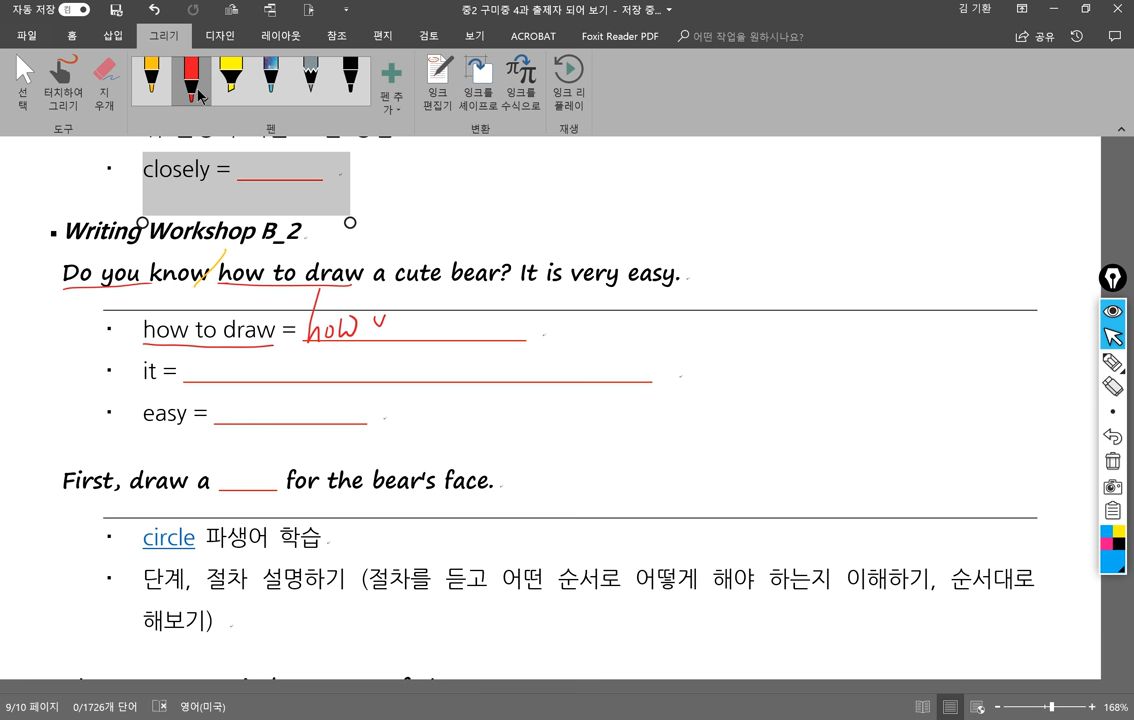 자동 저장 컴 중2 구미중 4과 출제자 되어 보기 - 저장 중... 김 기환
파일 홈 삽입 그리기 디자인 레이아웃 참조 편지 검토 보기 ACROBAT Foxit Reader PDF 어떤 작업을 원하시나요? 공유
선택 터치하여 그리기 지우개 펜 추가 잉크 편집기 잉크를 셰이프로 잉크를 수식으로 잉크 리플레이
도구 펜 변환 재생
closely =
Writing Workshop B_2
Do you know how to draw a cute bear? It is very easy.
how to draw = how
it =
easy =
First, draw a for the bear's face.
circle 파생어 학습
단계, 절차 설명하기 (절차를 듣고 어떤 순서로 어떻게 해야 하는지 이해하기, 순서대로
해보기)
9/10 페이지 0/1726개 단어 영어(미국) 168%